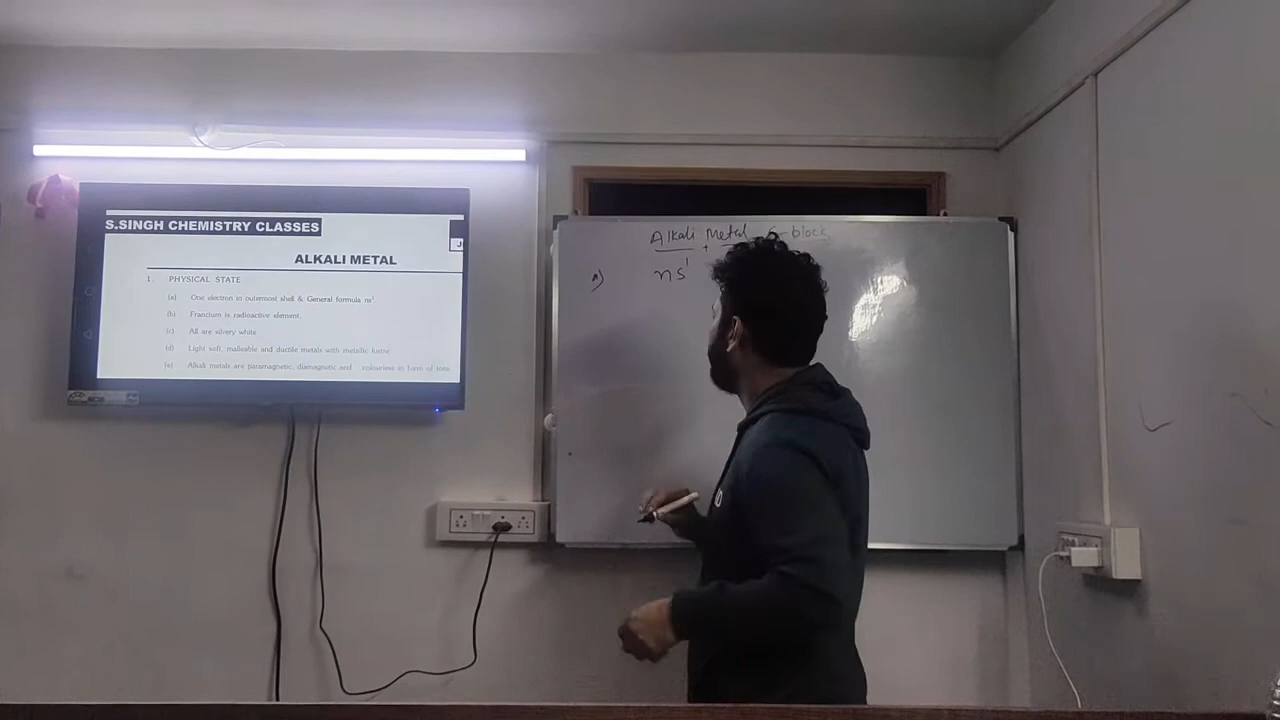 S.SINGH CHEMISTRY CLASSES
J
ALKALI METAL
1. PHYSICAL STATE
(a) One electron in outermost shell & General formula ns¹.
(b) Francium is radioactive element.
(c) All are silvery white
(d) Light soft, malleable and ductile metals with metallic lustre.
(e) Alkali metals are paramagnetic, diamagnetic and colourless in form of ions
Alkali Metal S-block
a) ns¹